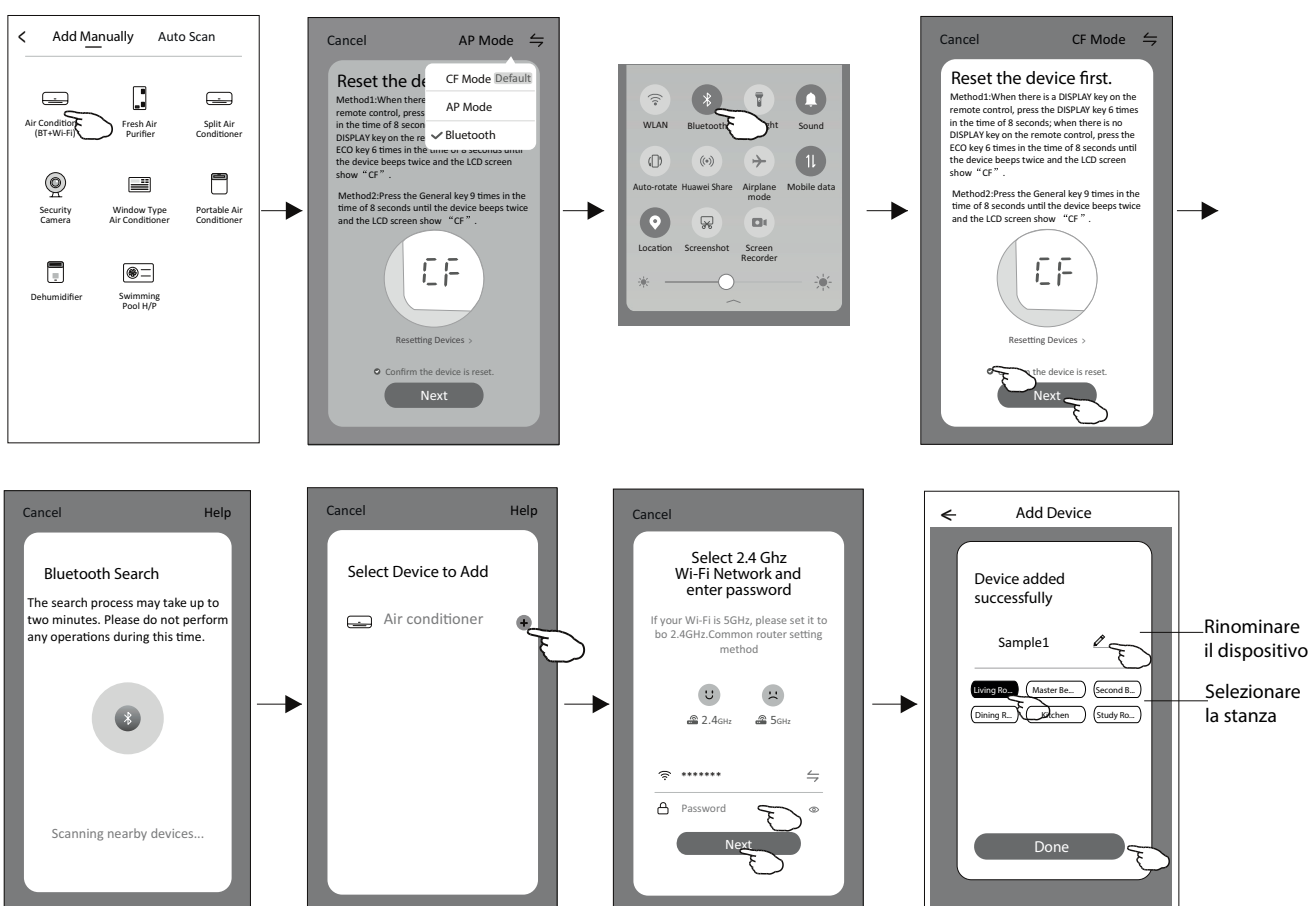 Add Manually
Auto Scan
Air Condition
(BT+Wi-Fi)
Fresh Air
Purifier
Split Air
Conditioner
Security
Camera
Window Type
Air Conditioner
Portable Air
Conditioner
Dehumidifier
Swimming
Pool H/P
Cancel
AP Mode
Reset the de
CF Mode Default
AP Mode
Bluetooth
Method1:When there
remote control, press
in the time of 8 secon
DISPLAY key on the re
ECO key 6 times in the time of 8 seconds until
the device beeps twice and the LCD screen
show “CF”.
Method2:Press the General key 9 times in the
time of 8 seconds until the device beeps twice
and the LCD screen show “CF”.
CF
Resetting Devices >
Confirm the device is reset.
Next
WLAN
Bluetooth
ht
Sound
Auto-rotate
Huawei Share
Airplane
mode
Mobile data
Location
Screenshot
Screen
Recorder
Cancel
CF Mode
Reset the device first.
Method1:When there is a DISPLAY key on the
remote control, press the DISPLAY key 6 times
in the time of 8 seconds; when there is no
DISPLAY key on the remote control, press the
ECO key 6 times in the time of 8 seconds until
the device beeps twice and the LCD screen
show “CF”.
Method2:Press the General key 9 times in the
time of 8 seconds until the device beeps twice
and the LCD screen show “CF”.
CF
Resetting Devices >
the device is reset.
Next
Cancel
Help
Bluetooth Search
The search process may take up to
two minutes. Please do not perform
any operations during this time.
Scanning nearby devices...
Cancel
Help
Select Device to Add
Air conditioner
Cancel
Select 2.4 Ghz
Wi-Fi Network and
enter password
If your Wi-Fi is 5GHz, please set it to
bo 2.4GHz.Common router setting
method
2.4GHz
5GHz
*******
Password
Next
Add Device
Device added
successfully
Sample1
Living Ro...
Master Be...
Second B...
Dining R...
Kitchen
Study Ro...
Done
Rinominare
il dispositivo
Selezionare
la stanza